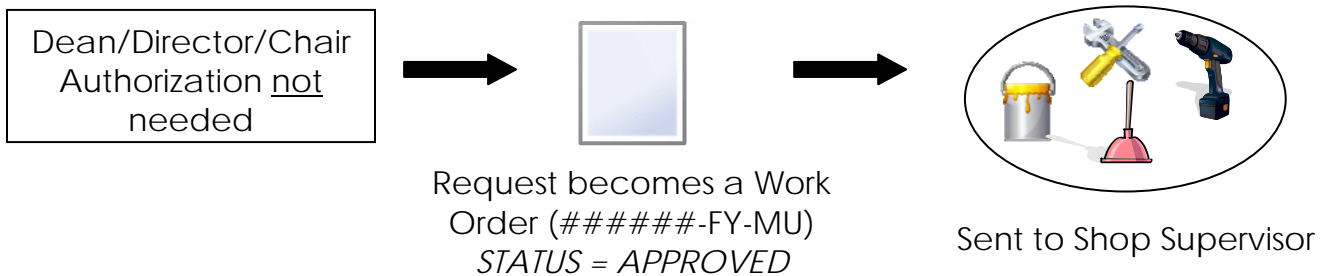 Dean/Director/Chair
Authorization not
needed
Request becomes a Work
Order (######-FY-MU)
STATUS = APPROVED
Sent to Shop Supervisor